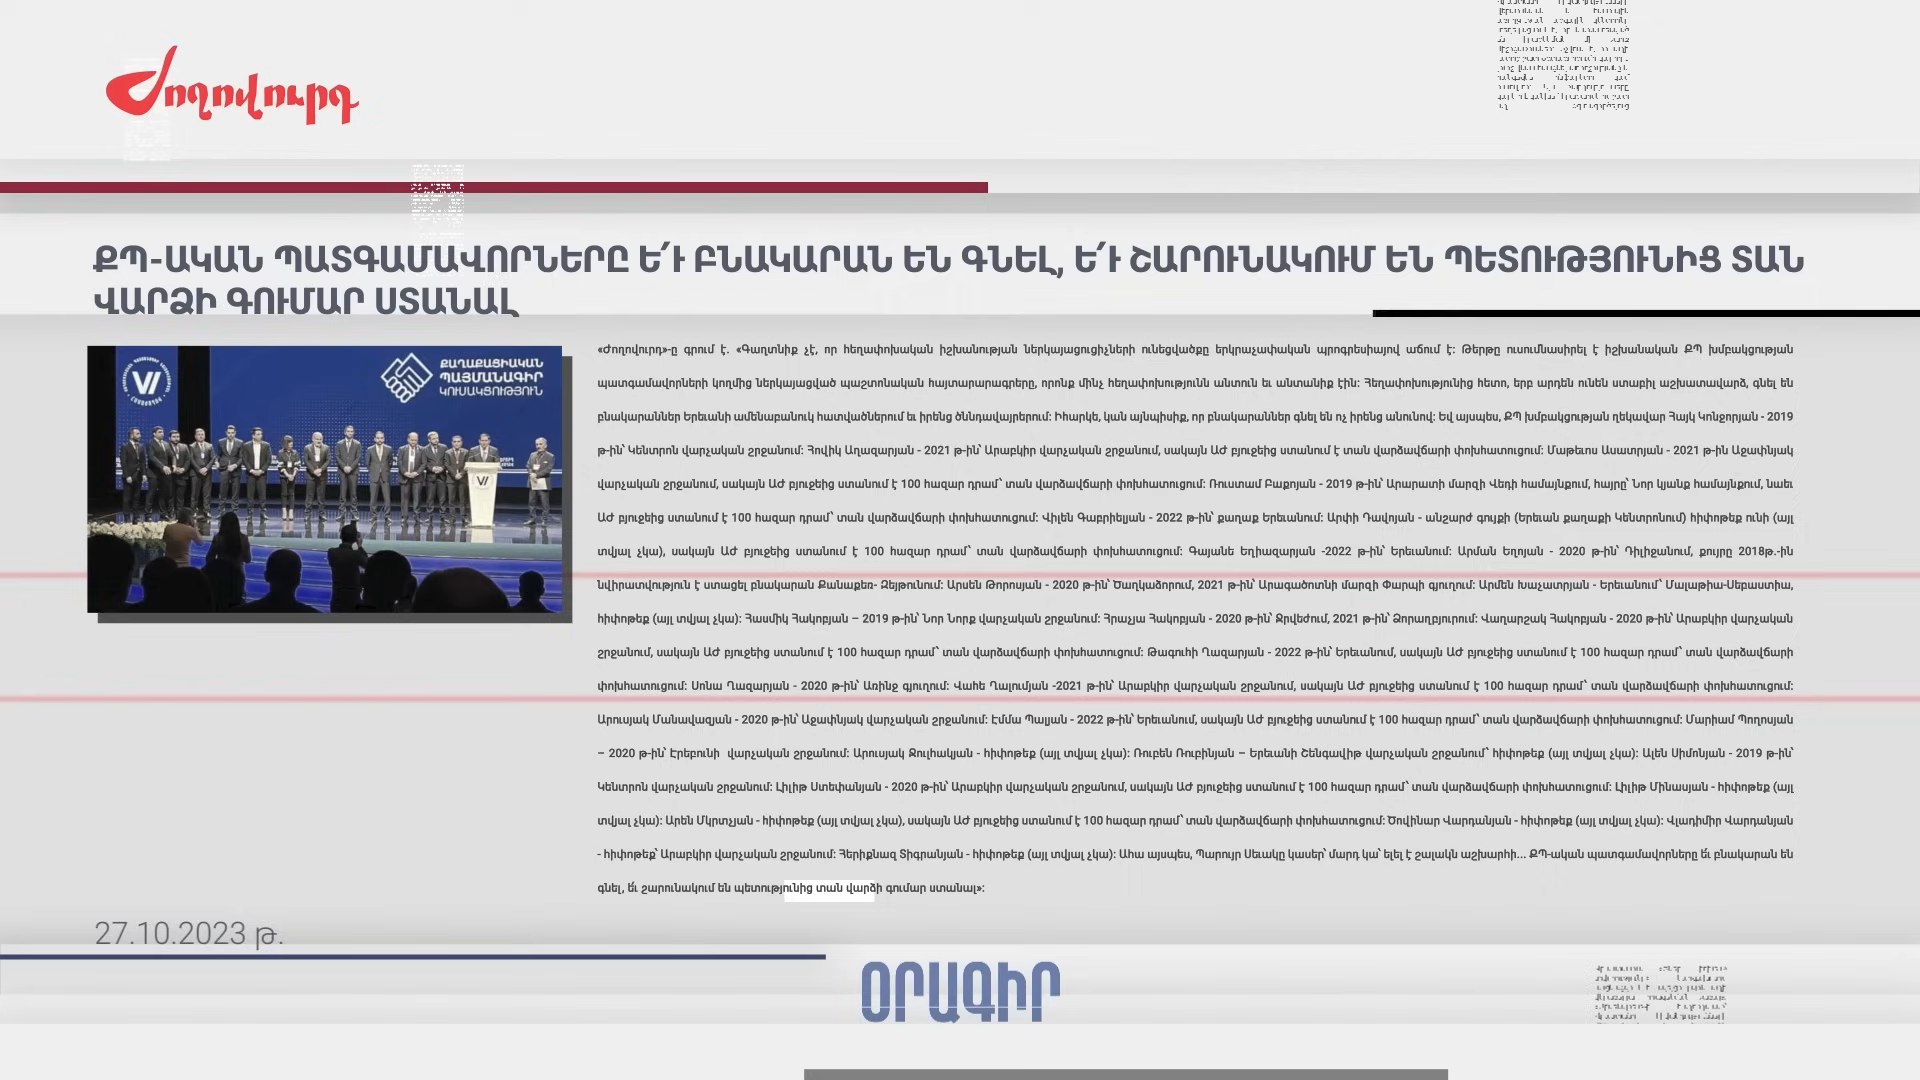 Ժողովուրդ
ՔՊ-ԱԿԱՆ ՊԱՏԳԱՄԱՎՈՐՆԵՐԸ Ե՛Ւ ԲՆԱԿԱՐԱՆ ԵՆ ԳՆԵԼ, Ե՛Ւ ՇԱՐՈՒՆԱԿՈՒՄ ԵՆ ՊԵՏՈՒԹՅՈՒՆԻՑ ՏԱՆ
ՎԱՐՁԻ ԳՈՒՄԱՐ ՍՏԱՆԱԼ
VI
ՔԱՂԱՔԱՑԻԱԿԱՆ
ՊԱՅՄԱՆԱԳԻՐ
ԿՈՒՍԱԿՑՈՒԹՅՈՒՆ
VI
«Ժողովուրդ»-ը գրում է. «Գաղտնիք չէ, որ հեղափոխական իշխանության ներկայացուցիչների ունեցվածքը երկրաչափական պրոգրեսիայով աճում է: Թերթը ուսումնասիրել է իշխանական ՔՊ խմբակցության
պատգամավորների կողմից ներկայացված պաշտոնական հայտարարագրերը, որոնք մինչ հեղափոխությունն անտուն եւ անտանիք էին: Հեղափոխությունից հետո, երբ արդեն ունեն ստաբիլ աշխատավարձ, գնել են
բնակարաններ Երեւանի ամենաբանուկ հատվածներում եւ իրենց ծննդավայրերում: Իհարկե, կան այնպիսիք, որ բնակարաններ գնել են ոչ իրենց անունով: Եվ այսպես, ՔՊ խմբակցության ղեկավար Հայկ Կոնջորյան - 2019
թ-ին՝ Կենտրոն վարչական շրջանում: Հովիկ Աղազարյան - 2021 թ-ին՝ Արաբկիր վարչական շրջանում, սակայն ԱԺ բյուջեից ստանում է տան վարձավճարի փոխհատուցում: Մաթեւոս Ասատրյան - 2021 թ-ին Աջափնյակ
վարչական շրջանում, սակայն ԱԺ բյուջեից ստանում է 100 հազար դրամ՝ տան վարձավճարի փոխհատուցում: Ռուստամ Բաքոյան - 2019 թ-ին՝ Արարատի մարզի Վեդի համայնքում, հայրը՝ Նոր կյանք համայնքում, նաեւ
ԱԺ բյուջեից ստանում է 100 հազար դրամ՝ տան վարձավճարի փոխհատուցում: Վիլեն Գաբրիելյան - 2022 թ-ին՝ քաղաք Երեւանում: Արփի Դավոյան - անշարժ գույքի (Երեւան քաղաքի Կենտրոնում) հիփոթեք ունի (այլ
տվյալ չկա), սակայն ԱԺ բյուջեից ստանում է 100 հազար դրամ՝ տան վարձավճարի փոխհատուցում: Գայանե Եղիազարյան -2022 թ-ին՝ Երեւանում: Արման Եղոյան - 2020 թ-ին՝ Դիլիջանում, քույրը 2018թ.-ին
նվիրատվություն է ստացել բնակարան Քանաքեռ- Զեյթունում: Արսեն Թորոսյան - 2020 թ-ին՝ Ծաղկաձորում, 2021 թ-ին՝ Արագածոտնի մարզի Փարպի գյուղում: Արմեն Խաչատրյան - Երեւանում՝ Մալաթիա-Սեբաստիա,
հիփոթեք (այլ տվյալ չկա): Հասմիկ Հակոբյան – 2019 թ-ին՝ Նոր Նորք վարչական շրջանում: Հրաչյա Հակոբյան - 2020 թ-ին՝ Ջրվեժում, 2021 թ-ին՝ Ձորաղբյուրում: Վաղարշակ Հակոբյան - 2020 թ-ին՝ Արաբկիր վարչական
շրջանում, սակայն ԱԺ բյուջեից ստանում է 100 հազար դրամ՝ տան վարձավճարի փոխհատուցում: Թագուհի Ղազարյան - 2022 թ-ին՝ Երեւանում, սակայն ԱԺ բյուջեից ստանում է 100 հազար դրամ՝ տան վարձավճարի
փոխհատուցում: Սոնա Ղազարյան - 2020 թ-ին՝ Առինջ գյուղում: Վահե Ղալումյան -2021 թ-ին՝ Արաբկիր վարչական շրջանում, սակայն ԱԺ բյուջեից ստանում է 100 հազար դրամ՝ տան վարձավճարի փոխհատուցում:
Արուսյակ Մանավազյան - 2020 թ-ին՝ Աջափնյակ վարչական շրջանում: Էմմա Պալյան - 2022 թ-ին՝ Երեւանում, սակայն ԱԺ բյուջեից ստանում է 100 հազար դրամ՝ տան վարձավճարի փոխհատուցում: Մարիամ Պողոսյան
– 2020 թ-ին՝ Էրեբունի վարչական շրջանում: Արուսյակ Ջուլհակյան - հիփոթեք (այլ տվյալ չկա): Ռուբեն Ռուբինյան – Երեւանի Շենգավիթ վարչական շրջանում՝ հիփոթեք (այլ տվյալ չկա): Ալեն Սիմոնյան - 2019 թ-ին՝
Կենտրոն վարչական շրջանում: Լիլիթ Ստեփանյան - 2020 թ-ին՝ Արաբկիր վարչական շրջանում, սակայն ԱԺ բյուջեից ստանում է 100 հազար դրամ՝ տան վարձավճարի փոխհատուցում: Լիլիթ Մինասյան - հիփոթեք (այլ
տվյալ չկա): Արեն Մկրտչյան - հիփոթեք (այլ տվյալ չկա), սակայն ԱԺ բյուջեից ստանում է 100 հազար դրամ՝ տան վարձավճարի փոխհատուցում: Ծովինար Վարդանյան - հիփոթեք (այլ տվյալ չկա): Վլադիմիր Վարդանյան
- հիփոթեք՝ Արաբկիր վարչական շրջանում: Հերիքնազ Տիգրանյան - հիփոթեք (այլ տվյալ չկա): Ահա այսպես, Պարույր Սեւակը կասեր՝ մարդ կա՝ ելել է շալակն աշխարհի... ՔՊ-ական պատգամավորները ե՛ւ բնակարան են
գնել, ե՛ւ շարունակում են պետությունից տան վարձի գումար ստանալ»:
27.10.2023 թ.
ՕՐԱԳԻՐ